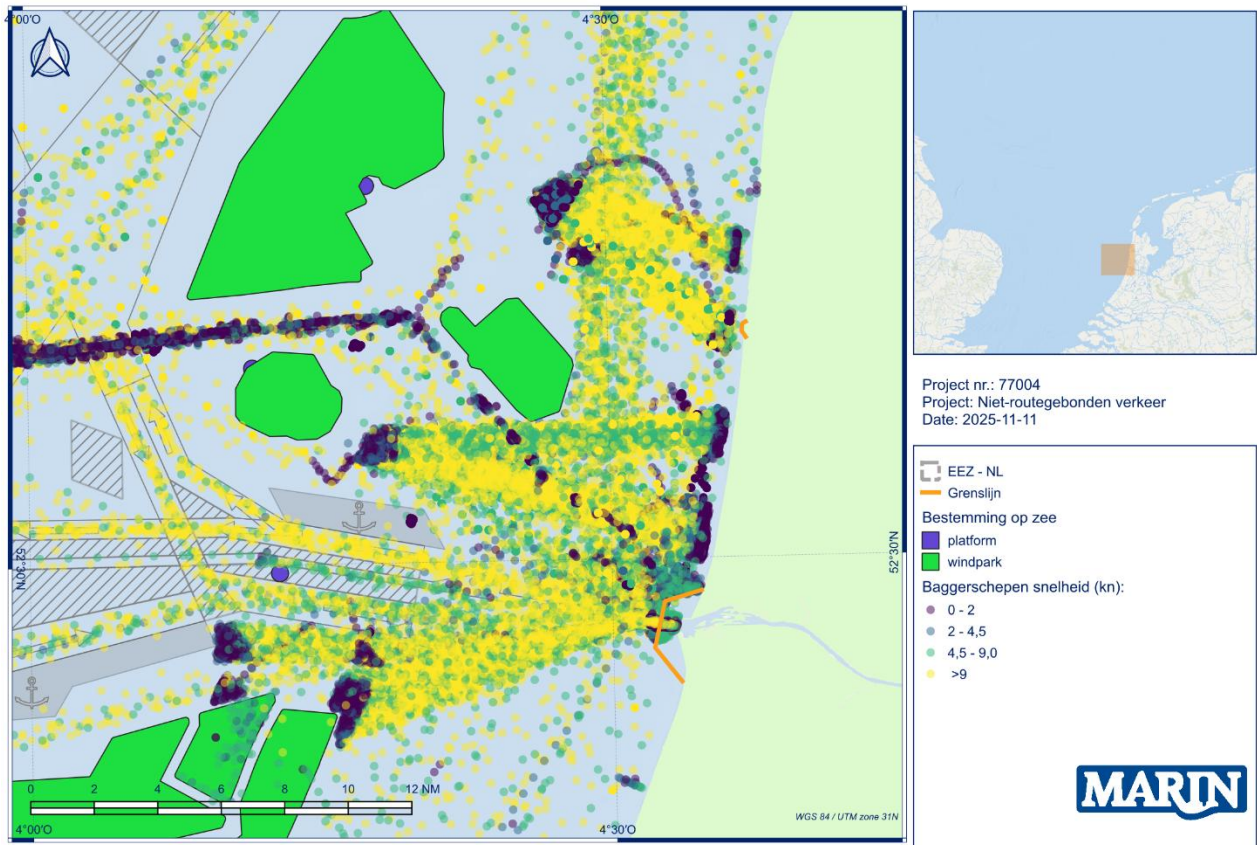 4°00'O
4°30'O
52°30'N
52°30'N
0 2 4 6 8 10 12 NM
WGS 84 / UTM zone 31N
4°00'O
4°30'O
Project nr.: 77004
Project: Niet-routegebonden verkeer
Date: 2025-11-11
EEZ - NL
Grenslijn
Bestemming op zee
platform
windpark
Baggerschepen snelheid (kn):
0 - 2
2 - 4,5
4,5 - 9,0
>9
MARIN